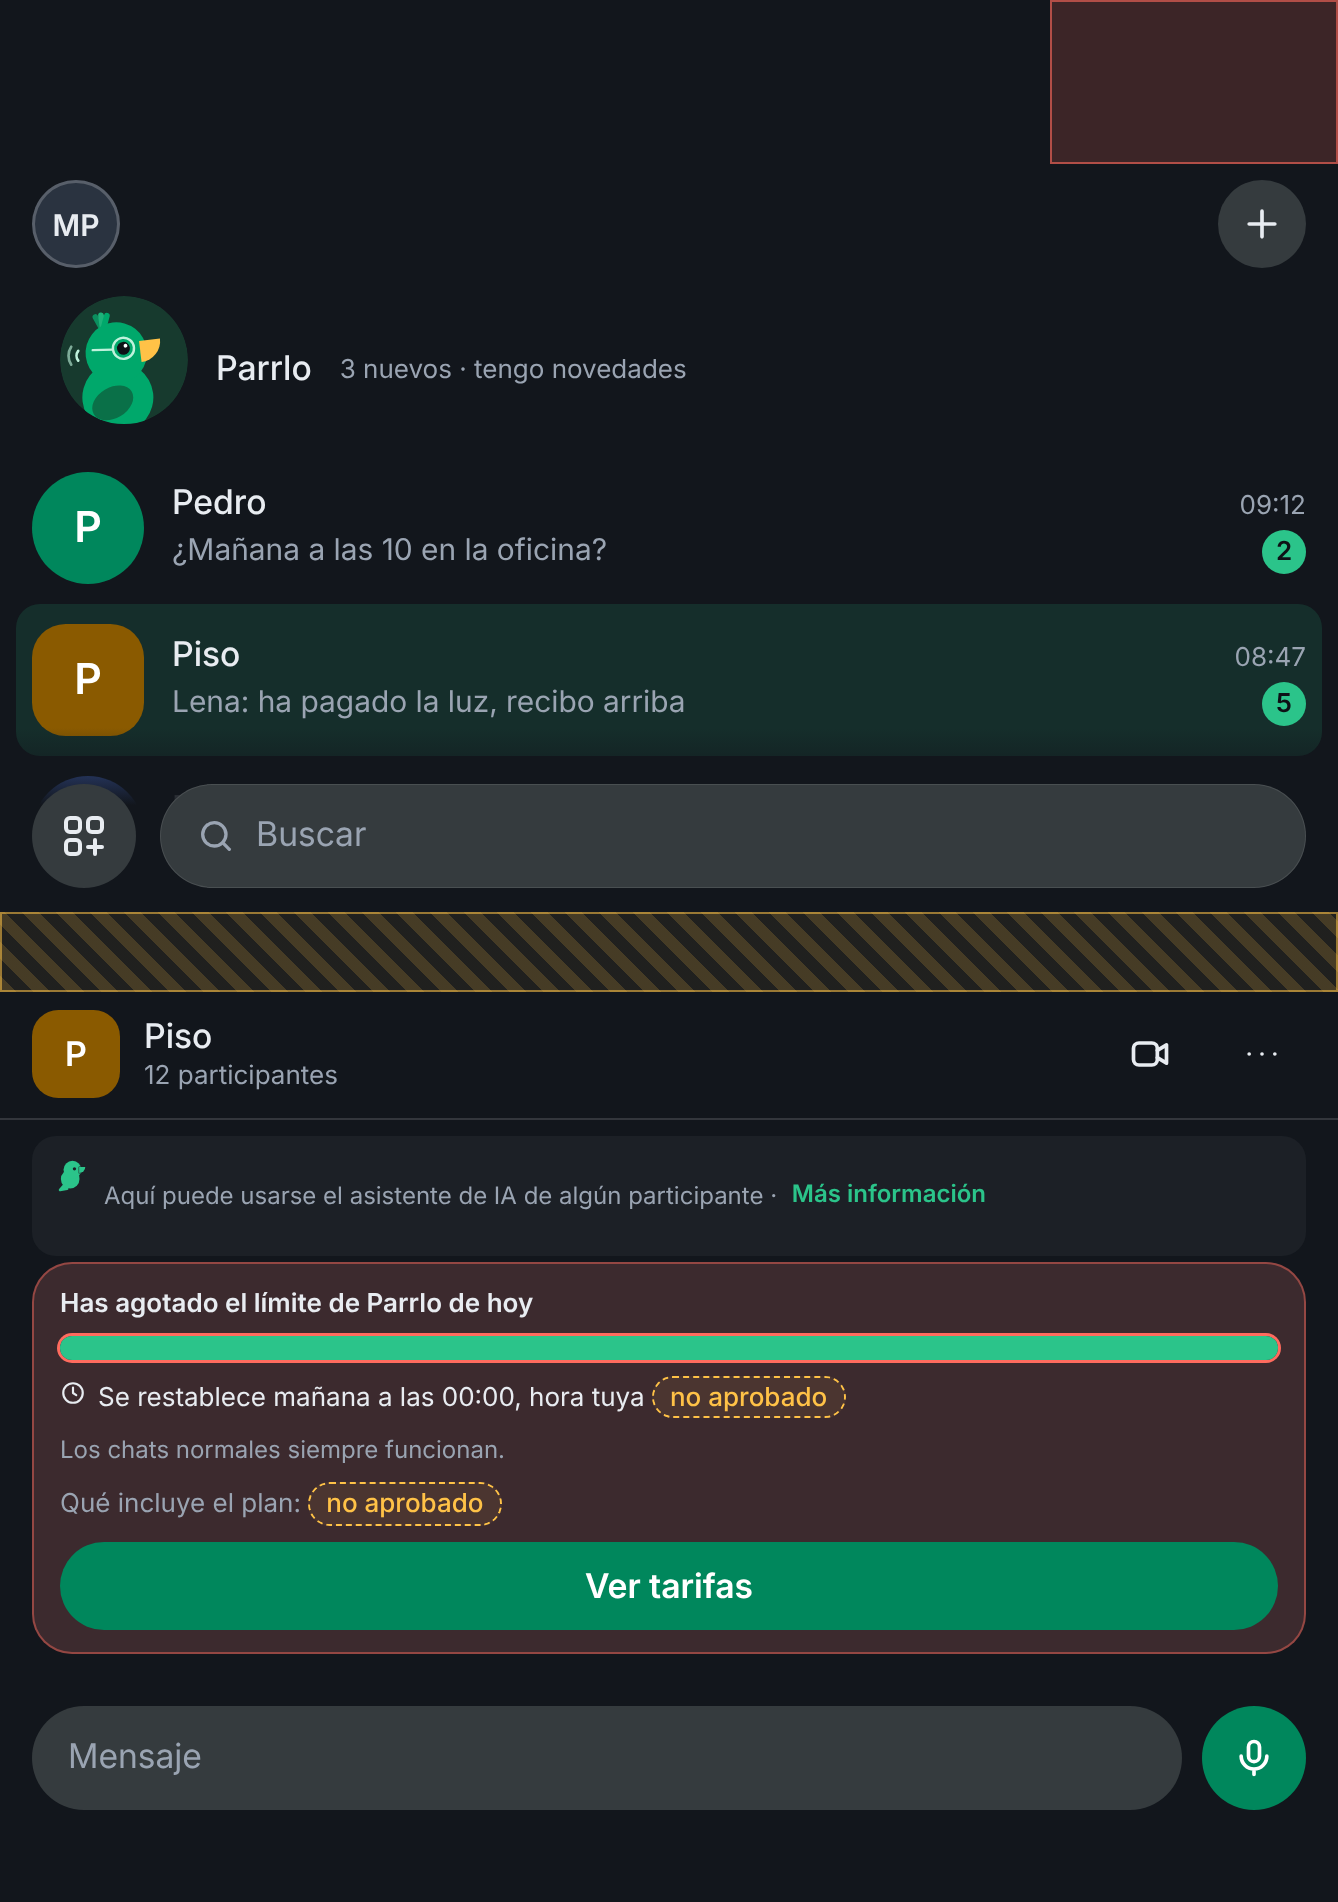 MP
Parrlo 3 nuevos · tengo novedades
P
Pedro
09:12
¿Mañana a las 10 en la oficina?
2
P
Piso
08:47
Lena: ha pagado la luz, recibo arriba
5
Buscar
P
Piso
12 participantes
Aquí puede usarse el asistente de IA de algún participante · Más información
Has agotado el límite de Parrlo de hoy
Se restablece mañana a las 00:00, hora tuya no aprobado
Los chats normales siempre funcionan.
Qué incluye el plan: no aprobado
Ver tarifas
Mensaje